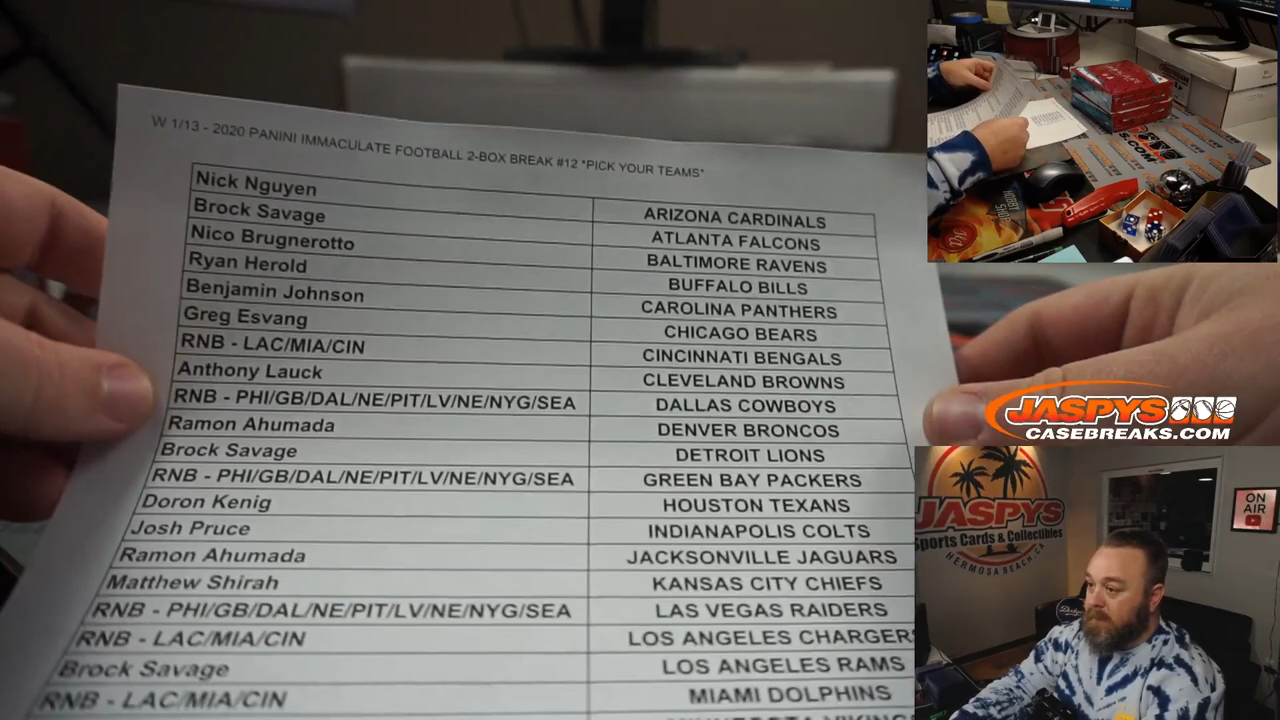 W 1/13 - 2020 PANINI IMMACULATE FOOTBALL 2-BOX BREAK #12 *PICK YOUR TEAMS*
Nick Nguyen ARIZONA CARDINALS
Brock Savage ATLANTA FALCONS
Nico Brugnerotto BALTIMORE RAVENS
Ryan Herold BUFFALO BILLS
Benjamin Johnson CAROLINA PANTHERS
Greg Esvang CHICAGO BEARS
RNB - LAC/MIA/CIN CINCINNATI BENGALS
Anthony Lauck CLEVELAND BROWNS
RNB - PHI/GB/DAL/NE/PIT/LV/NE/NYG/SEA DALLAS COWBOYS
Ramon Ahumada DENVER BRONCOS
Brock Savage DETROIT LIONS
RNB - PHI/GB/DAL/NE/PIT/LV/NE/NYG/SEA GREEN BAY PACKERS
Doron Kenig HOUSTON TEXANS
Josh Pruce INDIANAPOLIS COLTS
Ramon Ahumada JACKSONVILLE JAGUARS
Matthew Shirah KANSAS CITY CHIEFS
RNB - PHI/GB/DAL/NE/PIT/LV/NE/NYG/SEA LAS VEGAS RAIDERS
RNB - LAC/MIA/CIN LOS ANGELES CHARGERS
Brock Savage LOS ANGELES RAMS
RNB - LAC/MIA/CIN MIAMI DOLPHINS
JASPYS
CASEBREAKS.COM
JASPYS
Sports Cards & Collectibles
HERMOSA BEACH, CA
ON
AIR